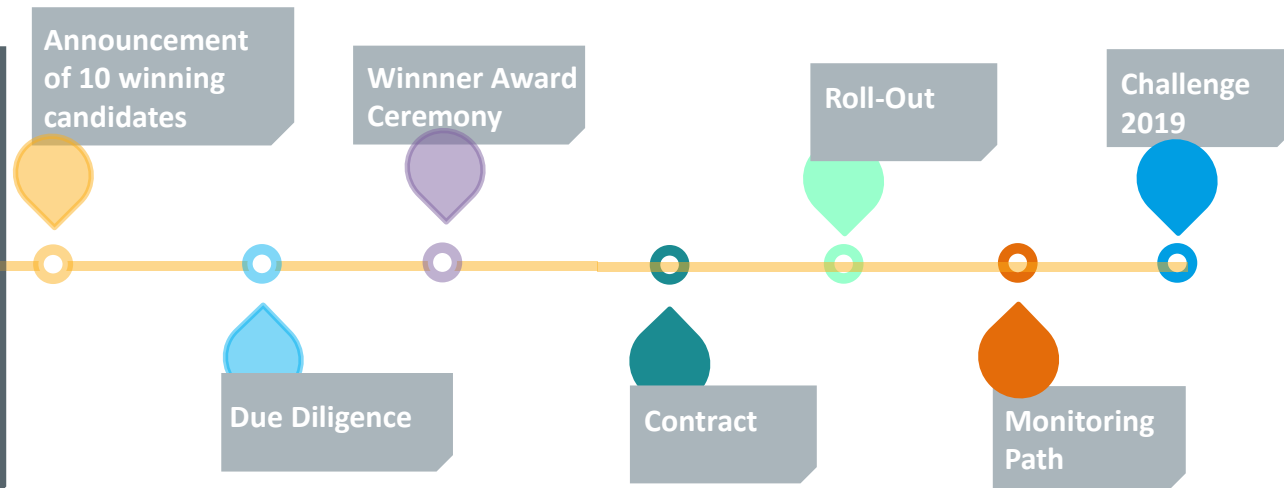 Announcement
of 10 winning
candidates
Due Diligence
Winnner Award
Ceremony
Contract
Roll-Out
Monitoring
Path
Challenge
2019